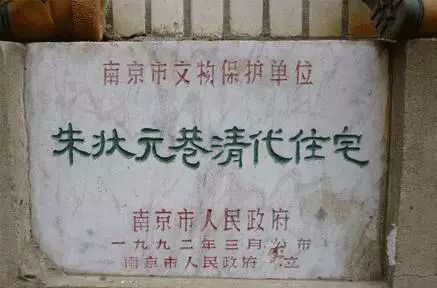 南京市文物保护单位
朱状元巷清代住宅
南京市人民政府
一九九二年三月公布
南京市人民政府 立